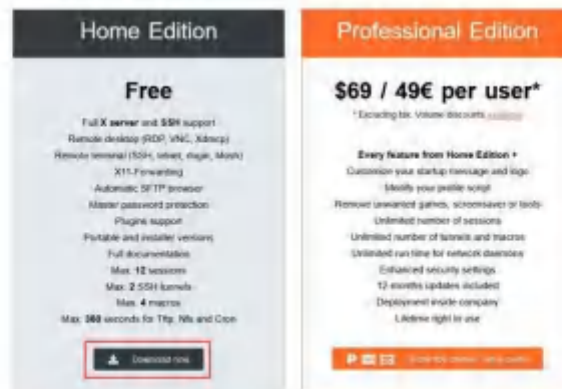 Home Edition
Free
Full X server and SSH support
Remote desktop (RDP, VNC, Xdmcp)
Remote terminal (SSH, telnet, rlogin, Mosh)
X11-Forwarding
Automatic SFTP browser
Master password protection
Plugins support
Portable and installer versions
Full documentation
Max. 12 sessions
Max. 2 SSH tunnels
Max. 4 macros
Max. 360 seconds for Tftp, Nfs and Cron
Download now
Professional Edition
$69 / 49€ per user*
* Excluding tax. Volume discounts
Every feature from Home Edition +
Customize your startup message and logo
Modify your profile script
Remove unwanted games, screensaver or tools
Unlimited number of sessions
Unlimited number of tunnels and macros
Unlimited run time for network daemons
Enhanced security settings
12-months updates included
Deployment inside company
Lifetime right to use